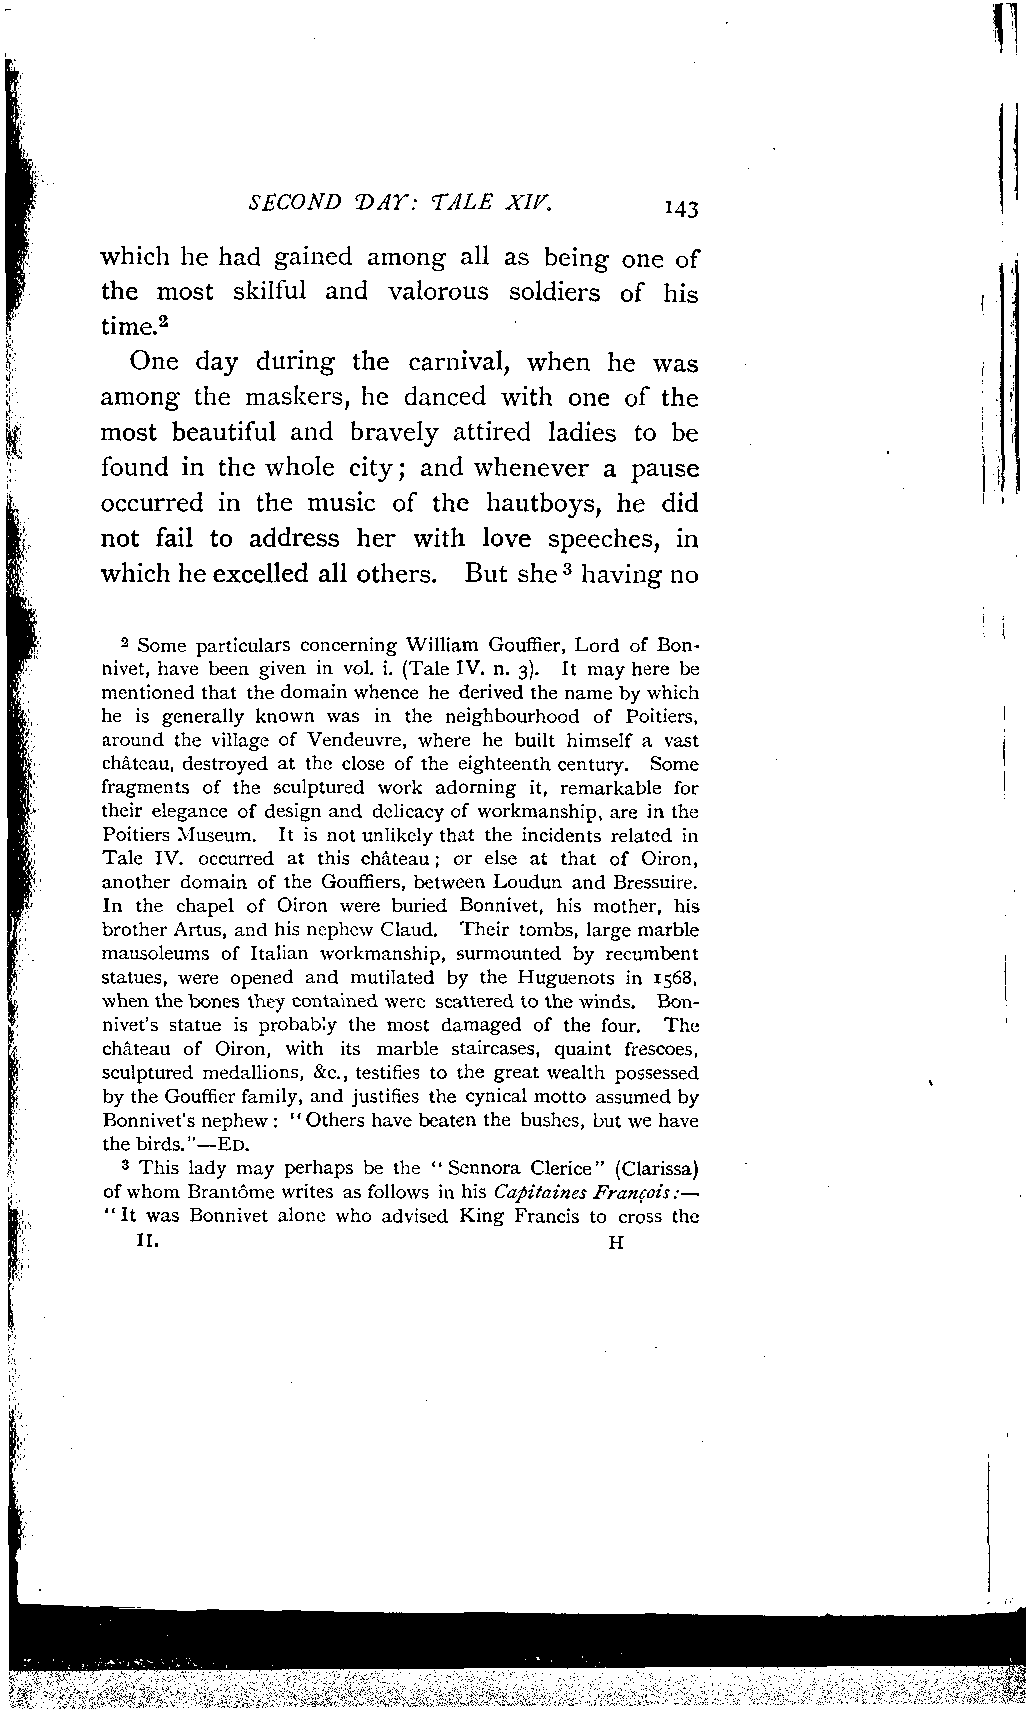 SECOND DAY: TALE XIV. 143
which he had gained among all as being one of
the most skilful and valorous soldiers of his
time.²
One day during the carnival, when he was
among the maskers, he danced with one of the
most beautiful and bravely attired ladies to be
found in the whole city; and whenever a pause
occurred in the music of the hautboys, he did
not fail to address her with love speeches, in
which he excelled all others. But she ³ having no
² Some particulars concerning William Gouffier, Lord of Bon-
nivet, have been given in vol. i. (Tale IV. n. 3). It may here be
mentioned that the domain whence he derived the name by which
he is generally known was in the neighbourhood of Poitiers,
around the village of Vendeuvre, where he built himself a vast
château, destroyed at the close of the eighteenth century. Some
fragments of the sculptured work adorning it, remarkable for
their elegance of design and delicacy of workmanship, are in the
Poitiers Museum. It is not unlikely that the incidents related in
Tale IV. occurred at this château; or else at that of Oiron,
another domain of the Gouffiers, between Loudun and Bressuire.
In the chapel of Oiron were buried Bonnivet, his mother, his
brother Artus, and his nephew Claud. Their tombs, large marble
mausoleums of Italian workmanship, surmounted by recumbent
statues, were opened and mutilated by the Huguenots in 1568,
when the bones they contained were scattered to the winds. Bon-
nivet's statue is probably the most damaged of the four. The
château of Oiron, with its marble staircases, quaint frescoes,
sculptured medallions, &c., testifies to the great wealth possessed
by the Gouffier family, and justifies the cynical motto assumed by
Bonnivet's nephew: "Others have beaten the bushes, but we have
the birds."—ED.
³ This lady may perhaps be the "Sennora Clerice" (Clarissa)
of whom Brantôme writes as follows in his Capitaines François:—
"It was Bonnivet alone who advised King Francis to cross the
II. H